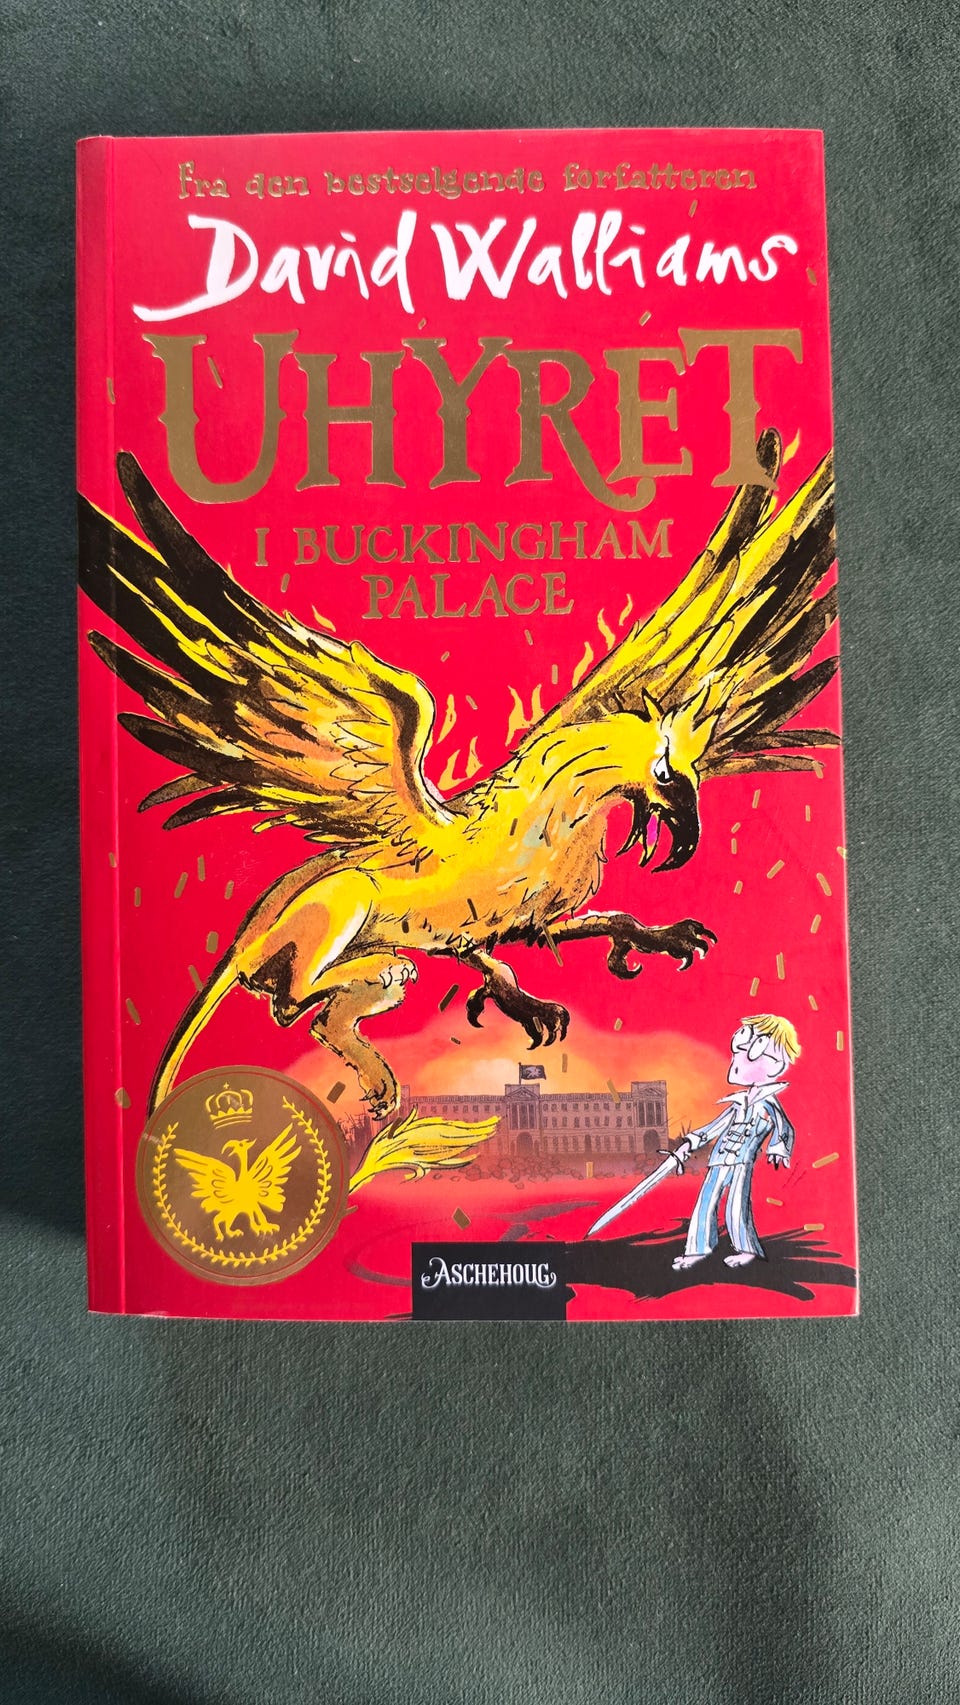 Fra den bestselgende forfatteren
David Walliams
UHYRET
I BUCKINGHAM
PALACE
ASCHEHOUG